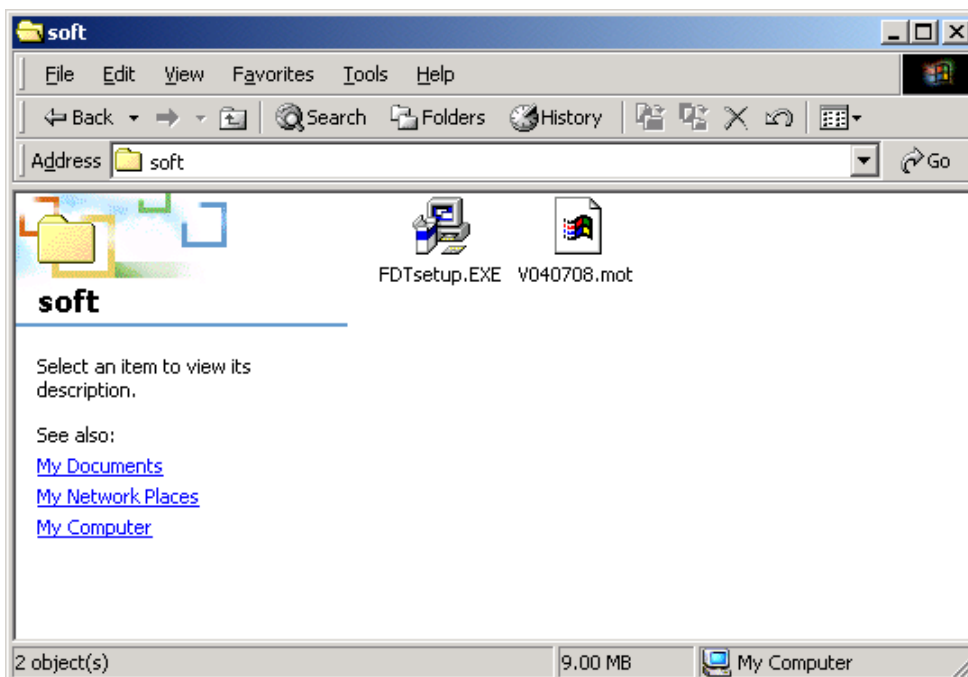 soft
File Edit View Favorites Tools Help
Back Search Folders History
Address soft Go
FDTsetup.EXE V040708.mot
soft
Select an item to view its
description.
See also:
My Documents
My Network Places
My Computer
2 object(s) 9.00 MB My Computer